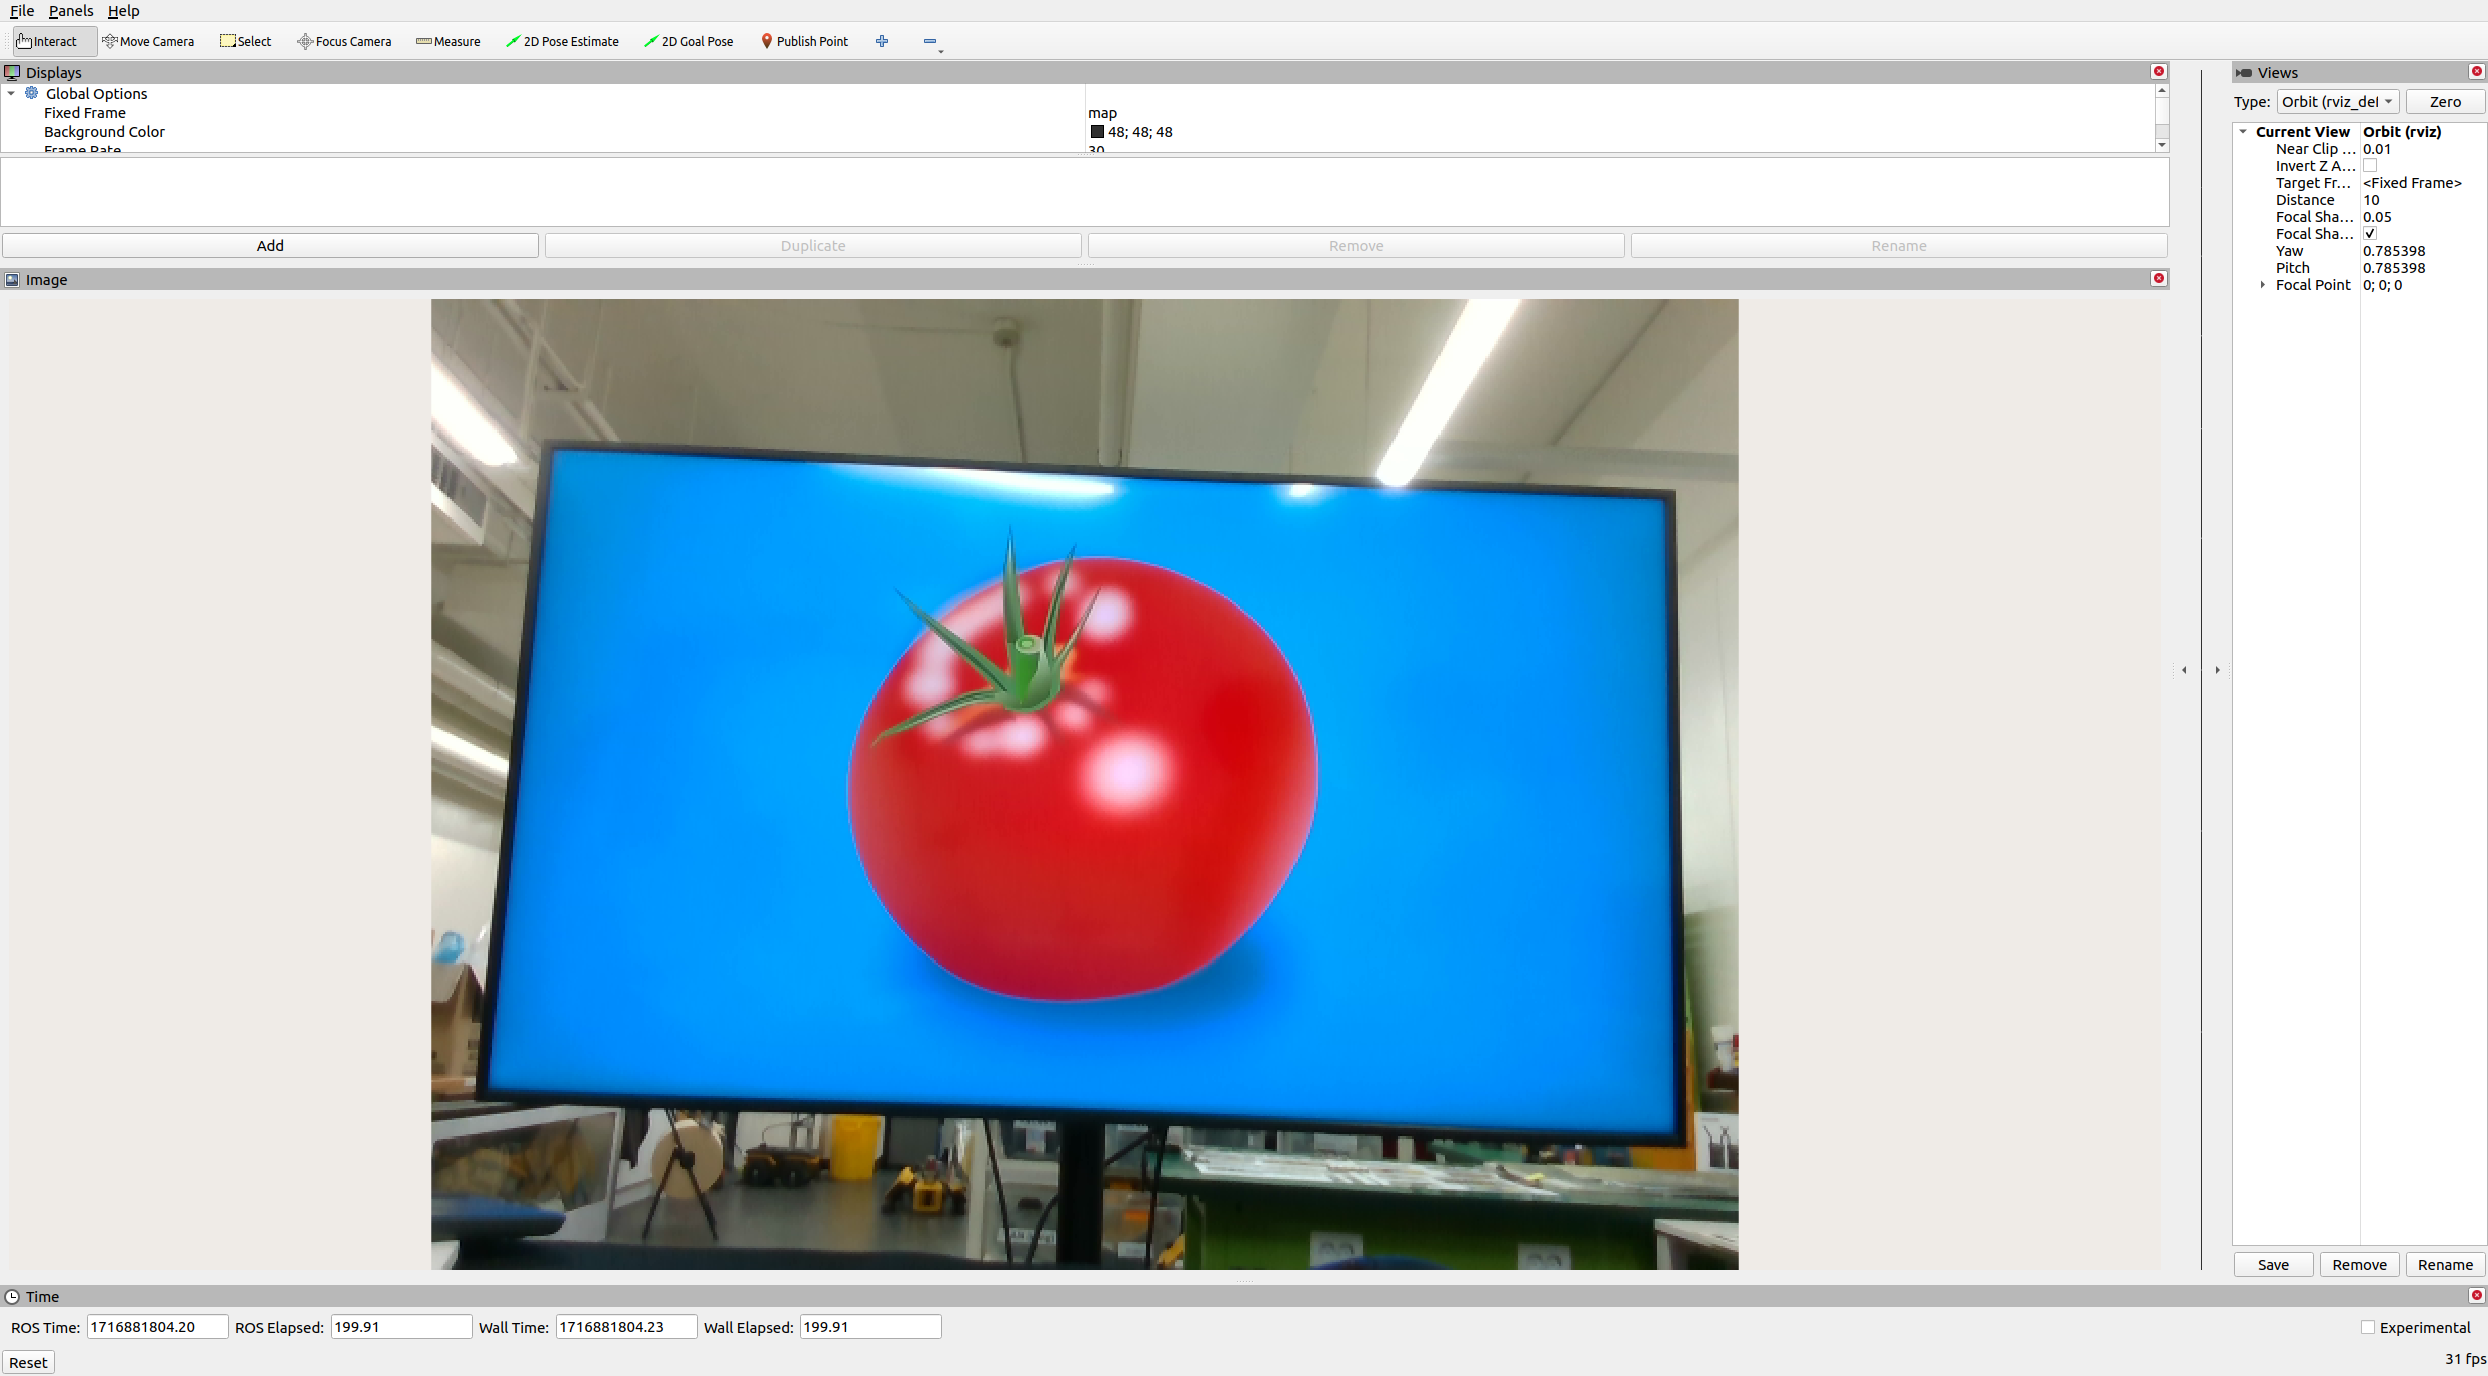 File Panels Help
Interact Move Camera Select Focus Camera Measure 2D Pose Estimate 2D Goal Pose Publish Point
Displays
Global Options
Fixed Frame map
Background Color 48; 48; 48
Frame Rate 30
Add Duplicate Remove Rename
Image
Views
Type: Orbit (rviz_def Zero
Current View Orbit (rviz)
Near Clip ... 0.01
Invert Z A...
Target Fr... <Fixed Frame>
Distance 10
Focal Sha... 0.05
Focal Sha...
Yaw 0.785398
Pitch 0.785398
Focal Point 0; 0; 0
Save Remove Rename
Time
ROS Time: 1716881804.20 ROS Elapsed: 199.91 Wall Time: 1716881804.23 Wall Elapsed: 199.91 Experimental
Reset 31 fps